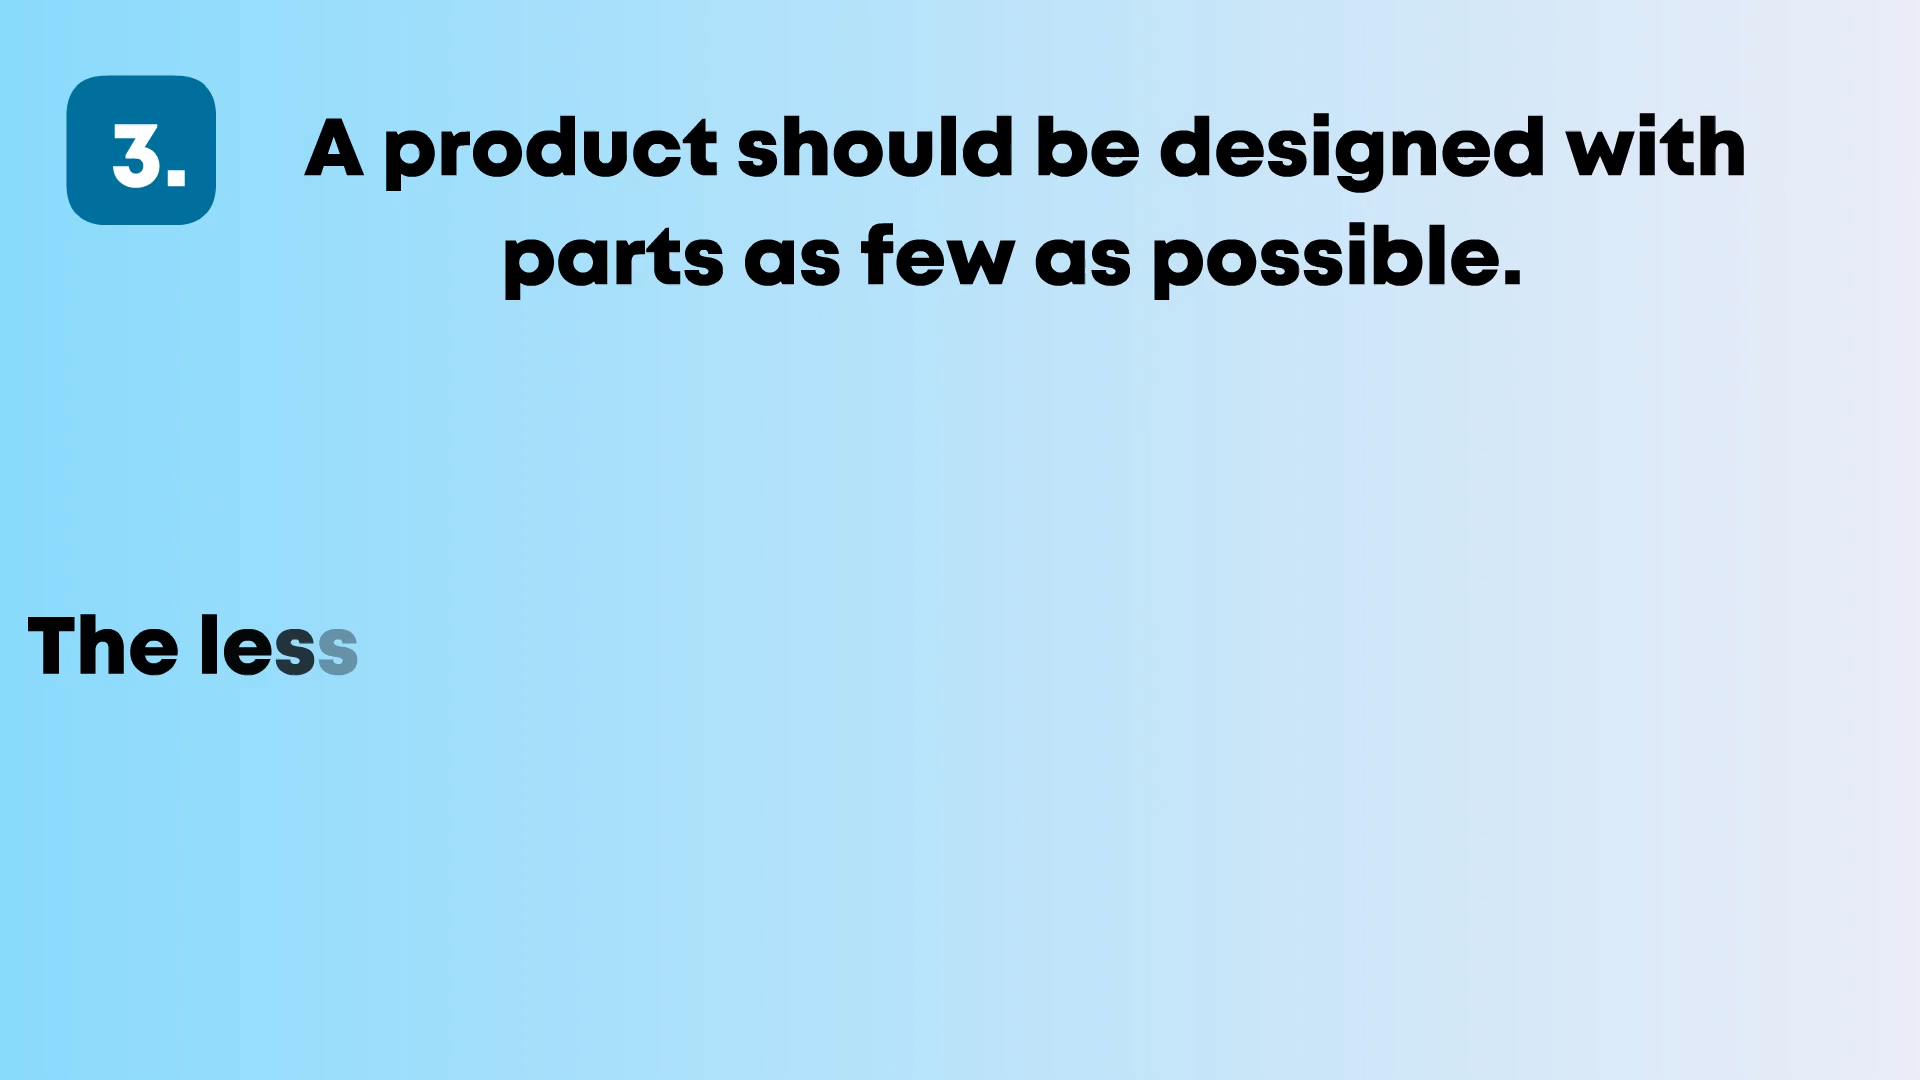 3.
A product should be designed with
parts as few as possible.
The less